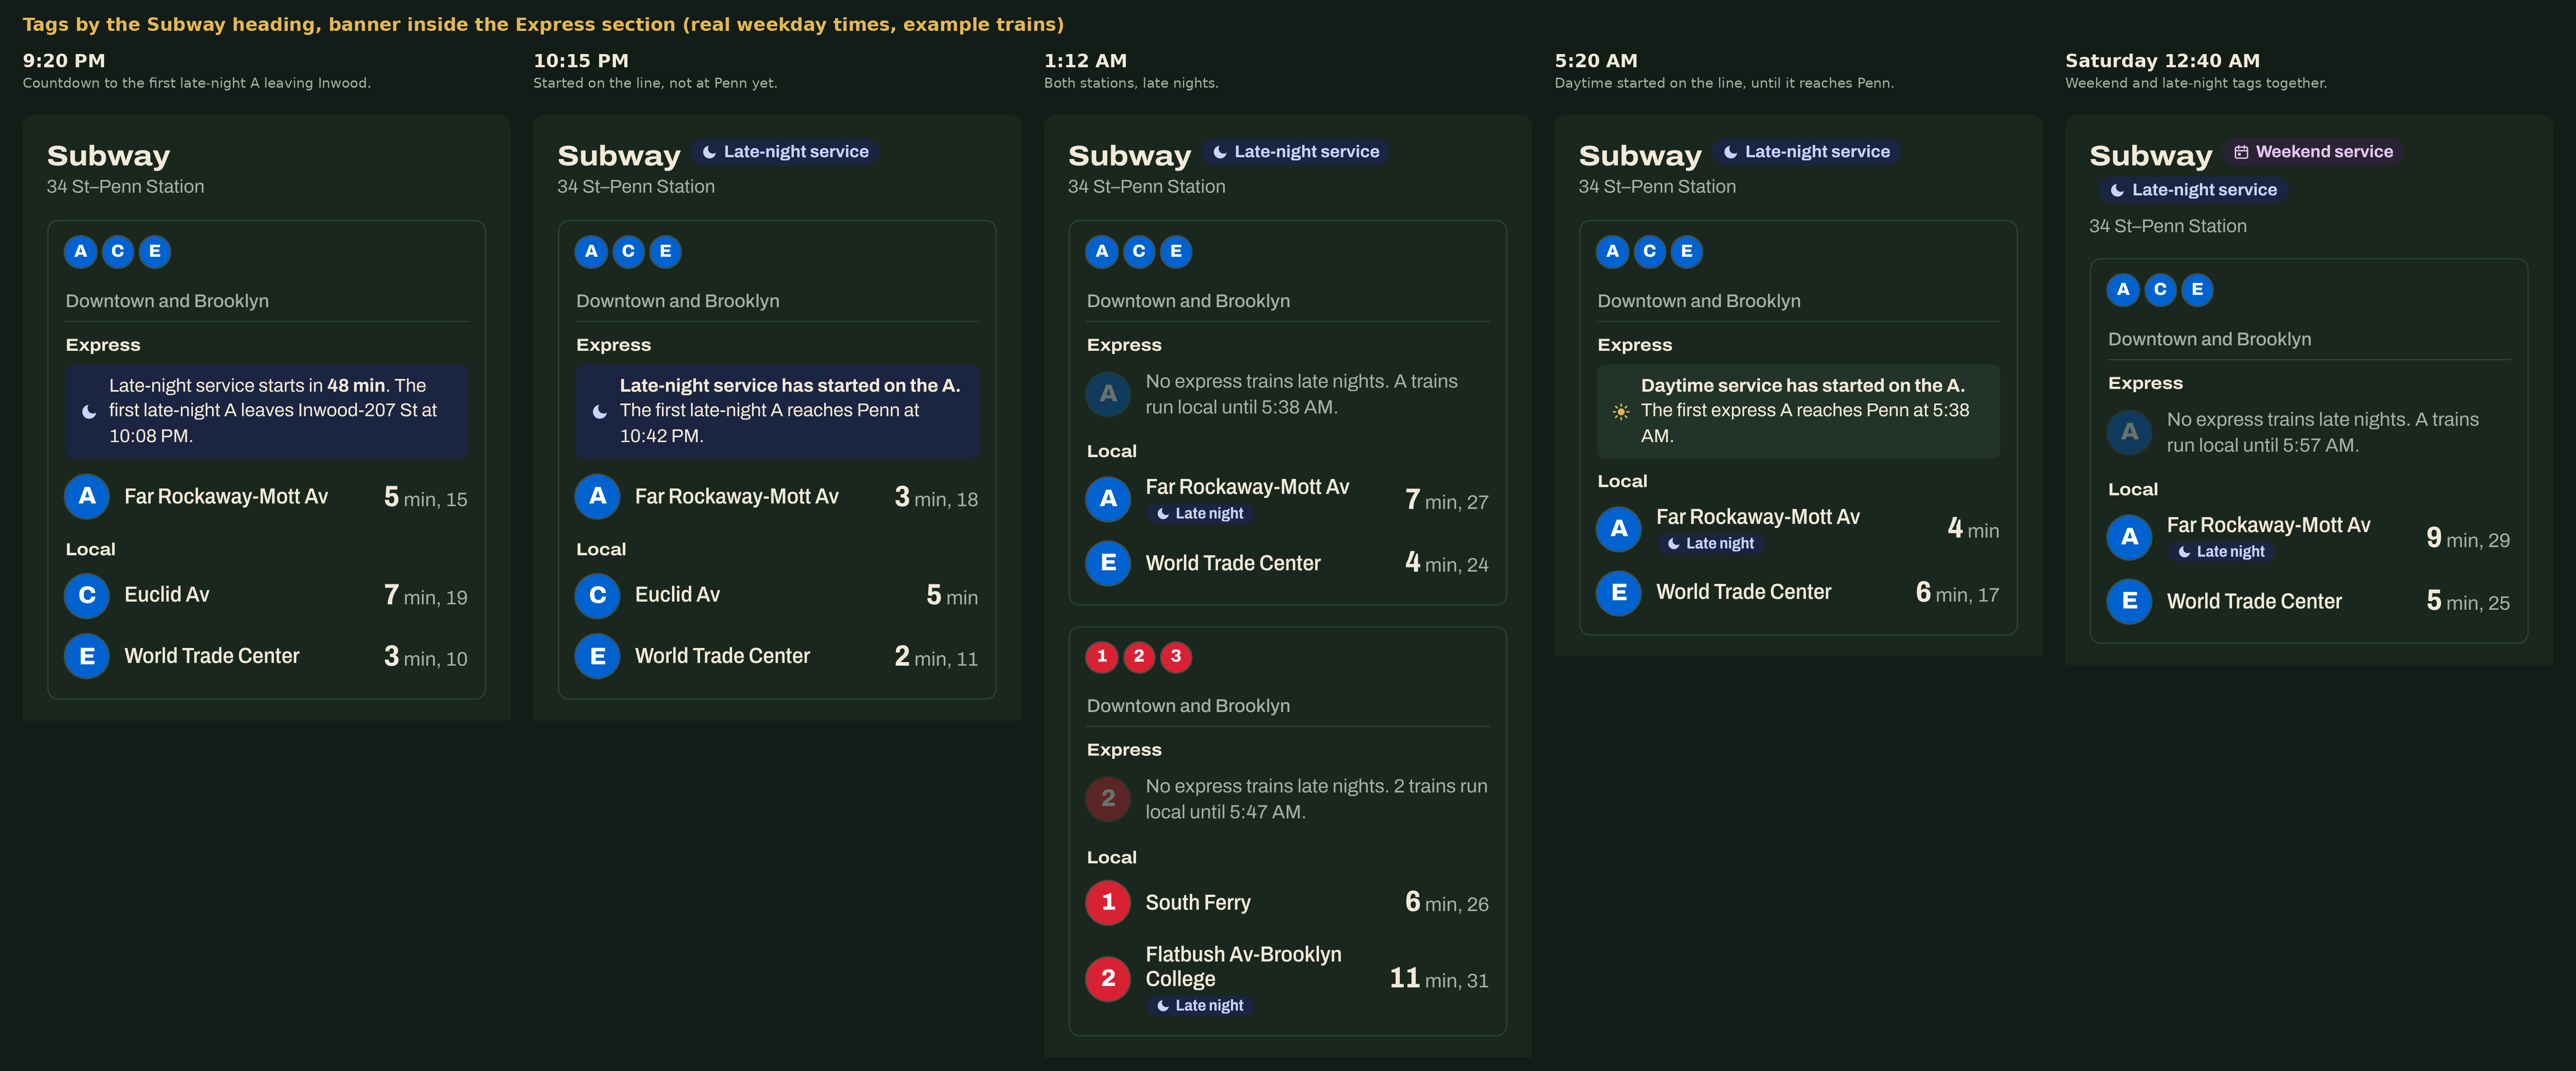 Tags by the Subway heading, banner inside the Express section (real weekday times, example trains)
9:20 PM
Countdown to the first late-night A leaving Inwood.
Subway
34 St–Penn Station
A C E
Downtown and Brooklyn
Express
Late-night service starts in 48 min. The
first late-night A leaves Inwood-207 St at
10:08 PM.
A Far Rockaway-Mott Av 5 min, 15
Local
C Euclid Av 7 min, 19
E World Trade Center 3 min, 10
10:15 PM
Started on the line, not at Penn yet.
Subway Late-night service
34 St–Penn Station
A C E
Downtown and Brooklyn
Express
Late-night service has started on the A.
The first late-night A reaches Penn at
10:42 PM.
A Far Rockaway-Mott Av 3 min, 18
Local
C Euclid Av 5 min
E World Trade Center 2 min, 11
1:12 AM
Both stations, late nights.
Subway Late-night service
34 St–Penn Station
A C E
Downtown and Brooklyn
Express
A No express trains late nights. A trains
run local until 5:38 AM.
Local
A Far Rockaway-Mott Av 7 min, 27
Late night
E World Trade Center 4 min, 24
1 2 3
Downtown and Brooklyn
Express
2 No express trains late nights. 2 trains run
local until 5:47 AM.
Local
1 South Ferry 6 min, 26
2 Flatbush Av-Brooklyn
College 11 min, 31
Late night
5:20 AM
Daytime started on the line, until it reaches Penn.
Subway Late-night service
34 St–Penn Station
A C E
Downtown and Brooklyn
Express
Daytime service has started on the A.
The first express A reaches Penn at 5:38
AM.
Local
A Far Rockaway-Mott Av 4 min
Late night
E World Trade Center 6 min, 17
Saturday 12:40 AM
Weekend and late-night tags together.
Subway Weekend service
Late-night service
34 St–Penn Station
A C E
Downtown and Brooklyn
Express
A No express trains late nights. A trains
run local until 5:57 AM.
Local
A Far Rockaway-Mott Av 9 min, 29
Late night
E World Trade Center 5 min, 25